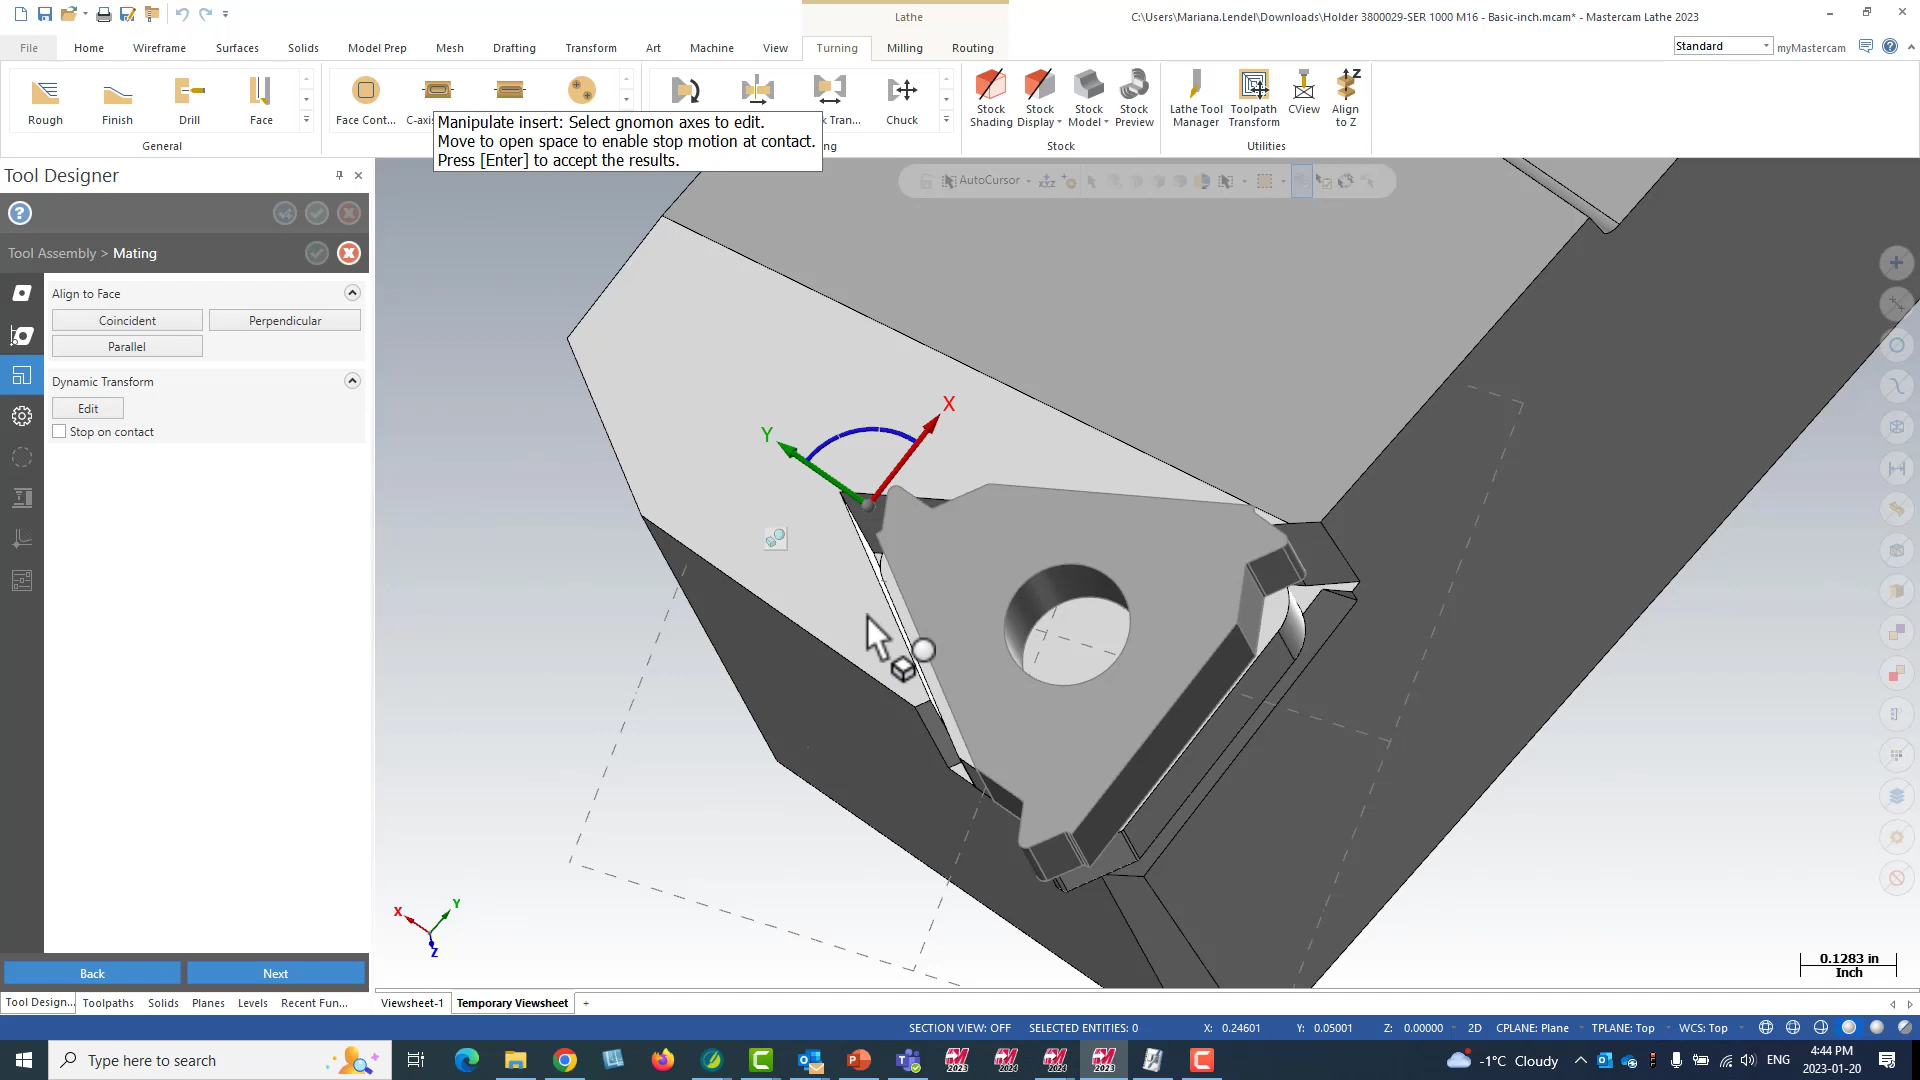 Lathe
C:\Users\Mariana.Lendel\Downloads\Holder 3800029-SER 1000 M16 - Basic-inch.mcam* - Mastercam Lathe 2023
File Home Wireframe Surfaces Solids Model Prep Mesh Drafting Transform Art Machine View Turning Milling Routing
Standard myMastercam
Rough Finish Drill Face Face Cont... C-axis Chuck
Stock Shading Stock Display Stock Model Stock Preview
Lathe Tool Manager Toolpath Transform CView Align to Z
General Stock Utilities
Manipulate insert: Select gnomon axes to edit.
Move to open space to enable stop motion at contact.
Press [Enter] to accept the results.
Tool Designer
AutoCursor
Tool Assembly > Mating
Align to Face
Coincident Perpendicular
Parallel
Dynamic Transform
Edit
Stop on contact
X
Y
X Y
Z
0.1283 in
Inch
Back Next
Tool Design... Toolpaths Solids Planes Levels Recent Fun...
Viewsheet-1 Temporary Viewsheet +
SECTION VIEW: OFF SELECTED ENTITIES: 0 X: 0.24601 Y: 0.05001 Z: 0.00000 2D CPLANE: Plane TPLANE: Top WCS: Top
Type here to search
-1°C Cloudy ENG
4:44 PM
2023-01-20